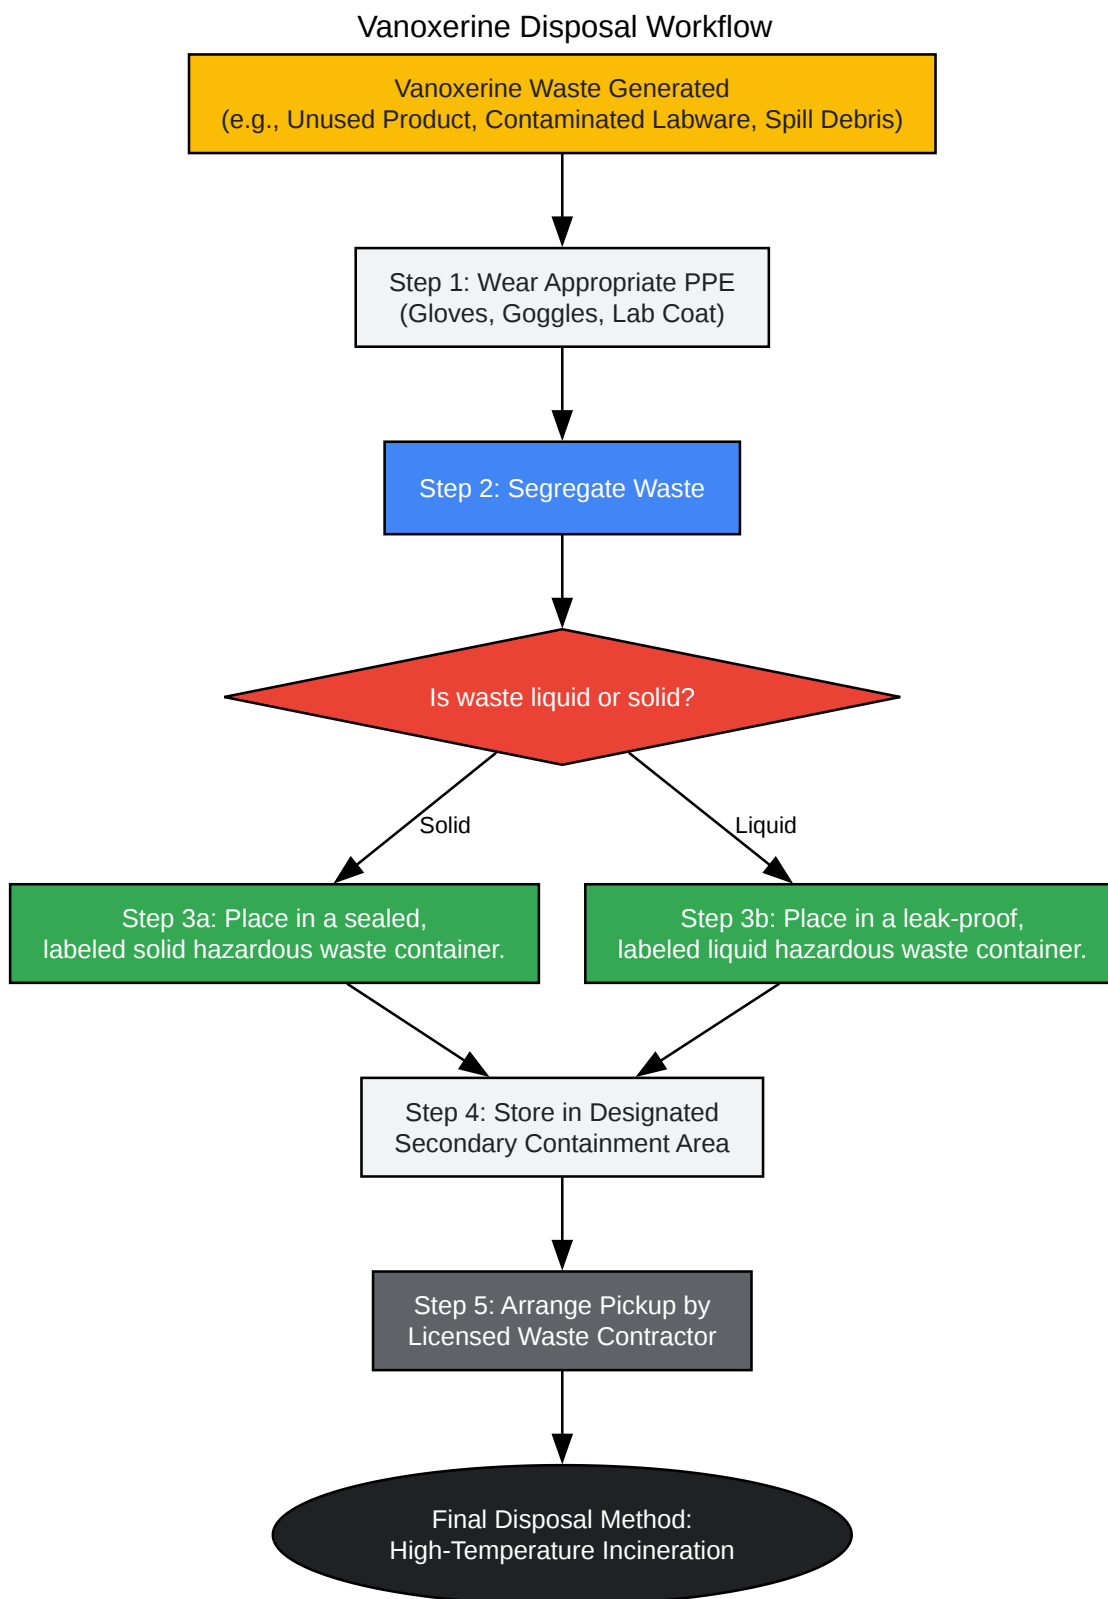 Vanoxerine Disposal Workflow
Vanoxerine Waste Generated
(e.g., Unused Product, Contaminated Labware, Spill Debris)
Step 1: Wear Appropriate PPE
(Gloves, Goggles, Lab Coat)
Step 2: Segregate Waste
Is waste liquid or solid?
Solid
Liquid
Step 3a: Place in a sealed,
labeled solid hazardous waste container.
Step 3b: Place in a leak-proof,
labeled liquid hazardous waste container.
Step 4: Store in Designated
Secondary Containment Area
Step 5: Arrange Pickup by
Licensed Waste Contractor
Final Disposal Method:
High-Temperature Incineration